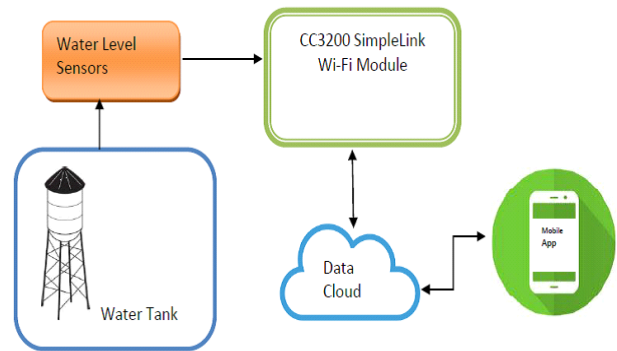 Water Level
Sensors
CC3200 SimpleLink
Wi-Fi Module
Water Tank
Data
Cloud
Mobile
App